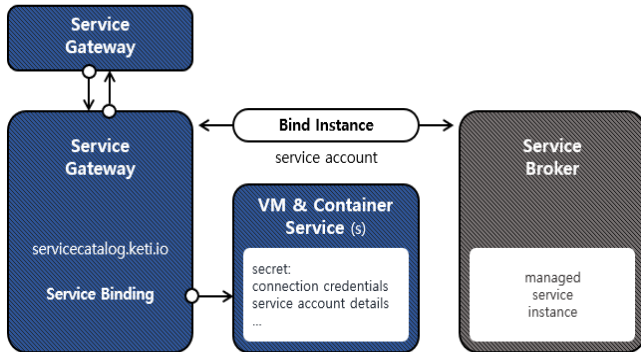 Service
Gateway
Service
Gateway
servicecatalog.keti.io
Service Binding
Bind Instance
service account
VM & Container
Service (s)
secret:
connection credentials
service account details
...
Service
Broker
managed
service
instance